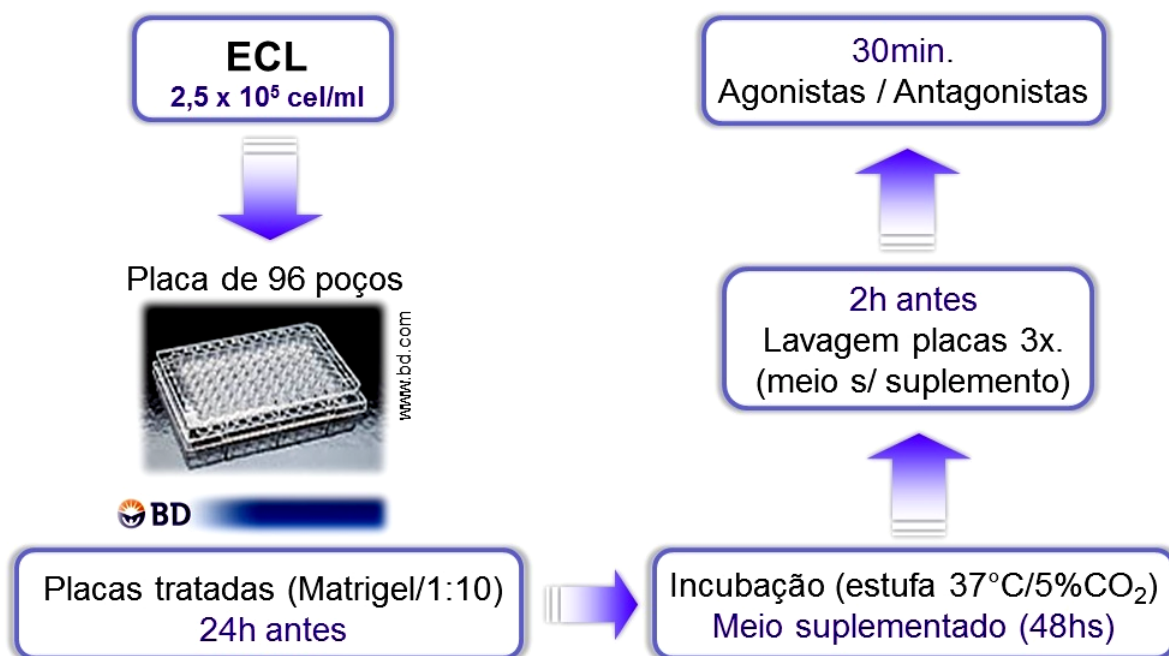 ECL
2,5 x 10⁵ cel/ml
Placa de 96 poços
www.bd.com
BD
Placas tratadas (Matrigel/1:10)
24h antes
Incubação (estufa 37°C/5%CO₂)
Meio suplementado (48hs)
2h antes
Lavagem placas 3x.
(meio s/ suplemento)
30min.
Agonistas / Antagonistas